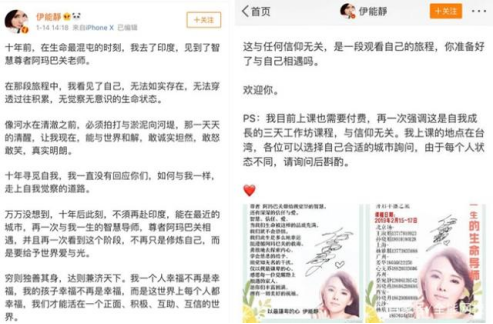 伊能静
+关注
1-14 14:18 来自iPhone X 已编辑
十年前，在生命最混屯的时刻，我去了印度，见到了智
慧尊者阿玛巴关老师。
在那段旅程中，我看见了自己，无法如实存在，无法穿
透过往积累，无觉察无意识的生命状态。
像河水在清澈之前，必须拍打与淤泥向河堤，那一天天
的清醒，让我现在，能与世界和解，敢诚实坦然，敢怒
敢笑，真实明朗。
十年寻觅自我，我一直没有回应你们，如何与我一样，
走上自我觉察的道路。
万万没想到，十年后此刻，不须再赴印度，能在最近的
城市，再一次与我一生的智慧导师，尊者阿玛巴关相
遇，并且再一次看到这个阶段，不再只是修炼自己，而
是要给于世界爱与光。
穷则独善其身，达则兼济天下。我一个人幸福不再是幸
福，我的孩子幸福不再是幸福，而是这世界上每个人都
幸福，我们才能活在一个正面、积极、互助、互信的世
界。
首页
伊能静
+关注
这与任何信仰无关，是一段观看自己的旅程，你准备好
了与自己相遇吗。
欢迎你。
PS：我目前上课也需要付费，再一次强调这是自我成
長的三天工作坊课程，与信仰无关。我上课的地点在台
湾，各位可以选择自己合适的城市詢问，由于每个人状
态不同，请询问后斟酌。
生的生命导师